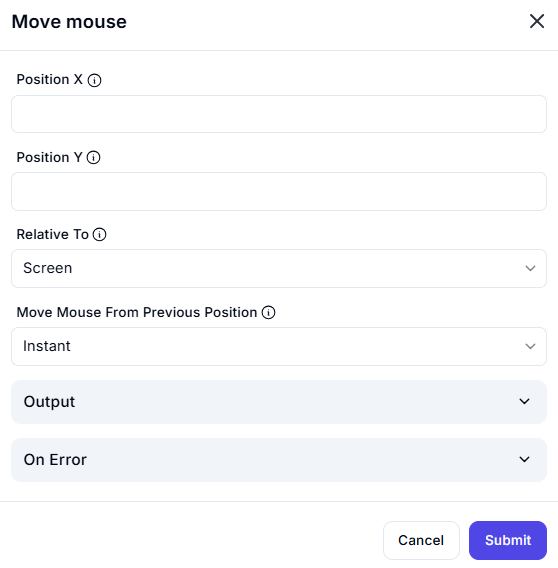 Move mouse
Position X
Position Y
Relative To
Screen
Move Mouse From Previous Position
Instant
Output
On Error
Cancel
Submit